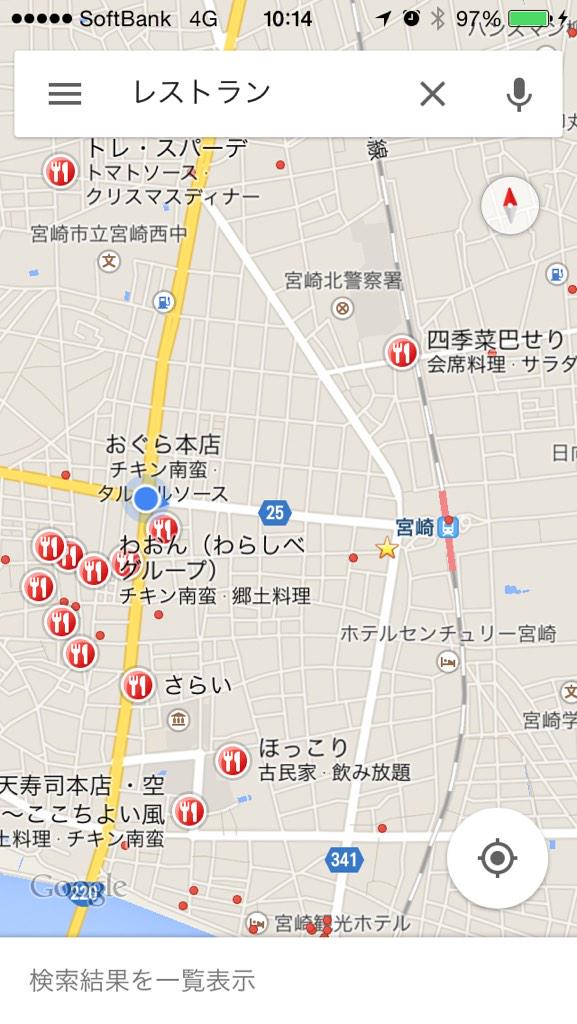 SoftBank 4G 10:14 97%
ハンズマン柳
レストラン
トレ・スパーデ
トマトソース・
クリスマスディナー
宮崎市立宮崎西中
宮崎北警察署
四季菜巴せり
会席料理・サラダ
おぐら本店
チキン南蛮・
タル ルソース
日向
25
宮崎
わおん（わらしべ
グループ）
チキン南蛮・郷土料理
ホテルセンチュリー宮崎
さらい
宮崎学
ほっこり
古民家・飲み放題
天寿司本店 ・空
～ここちよい風
土料理・チキン南蛮
341
Google
220
宮崎観光ホテル
検索結果を一覧表示